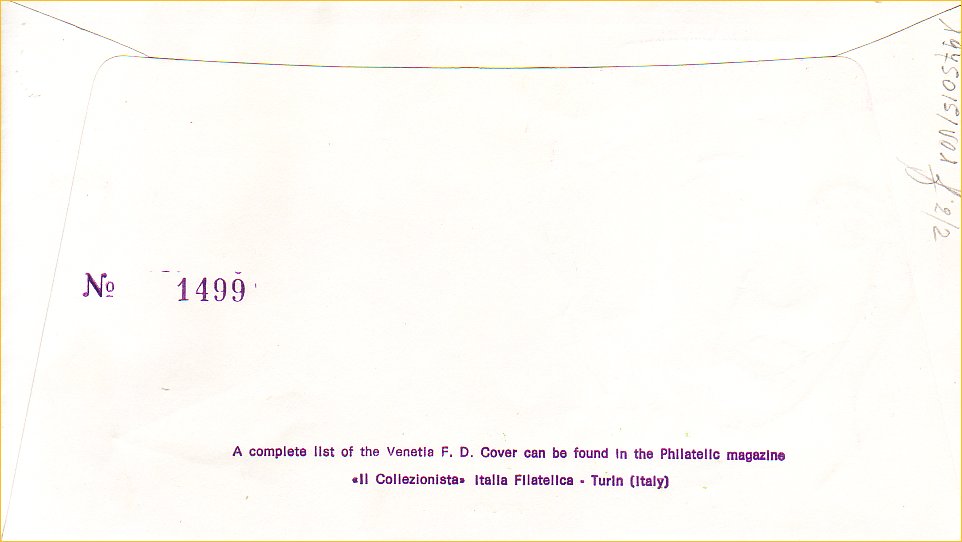 Nº 1499
A complete list of the Venetia F. D. Cover can be found in the Philatelic magazine
«Il Collezionista» Italia Filatelica - Turin (Italy)